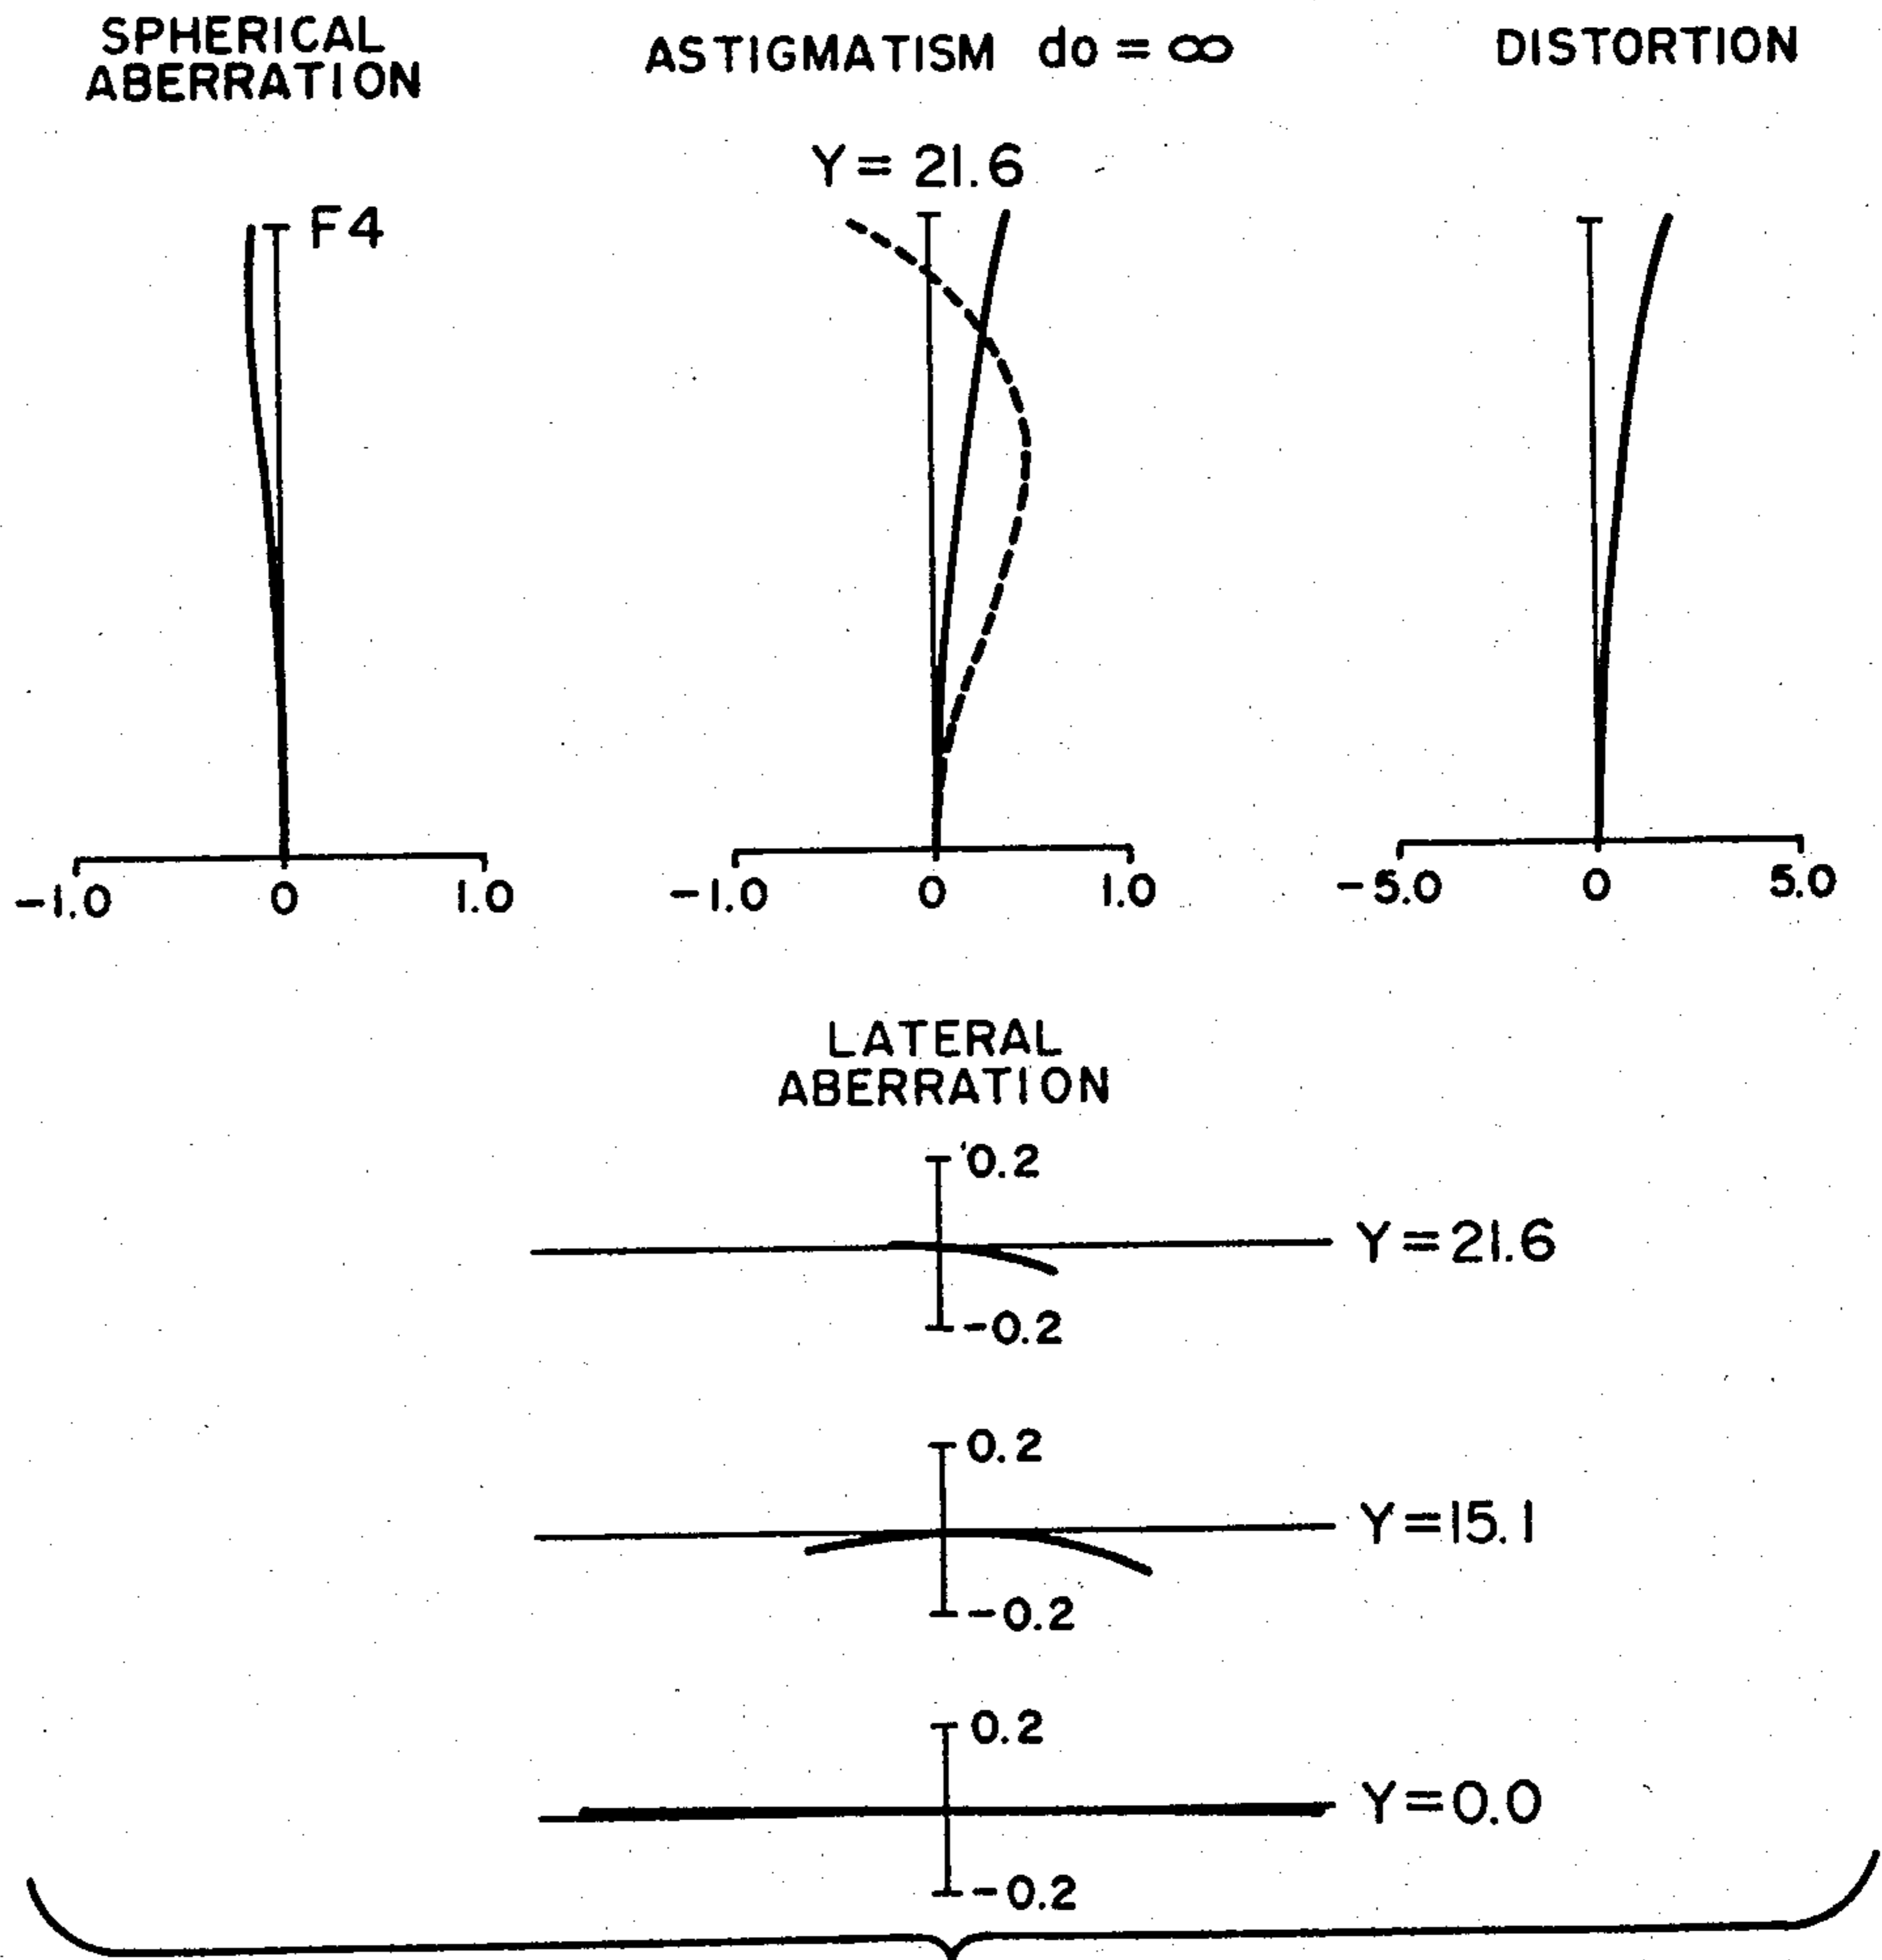 SPHERICAL
ABERRATION
F4
-1.0 0 1.0
ASTIGMATISM do = ∞
Y = 21.6
-1.0 0 1.0
DISTORTION
-5.0 0 5.0
LATERAL
ABERRATION
0.2
Y = 21.6
-0.2
0.2
Y = 15.1
-0.2
0.2
Y = 0.0
-0.2